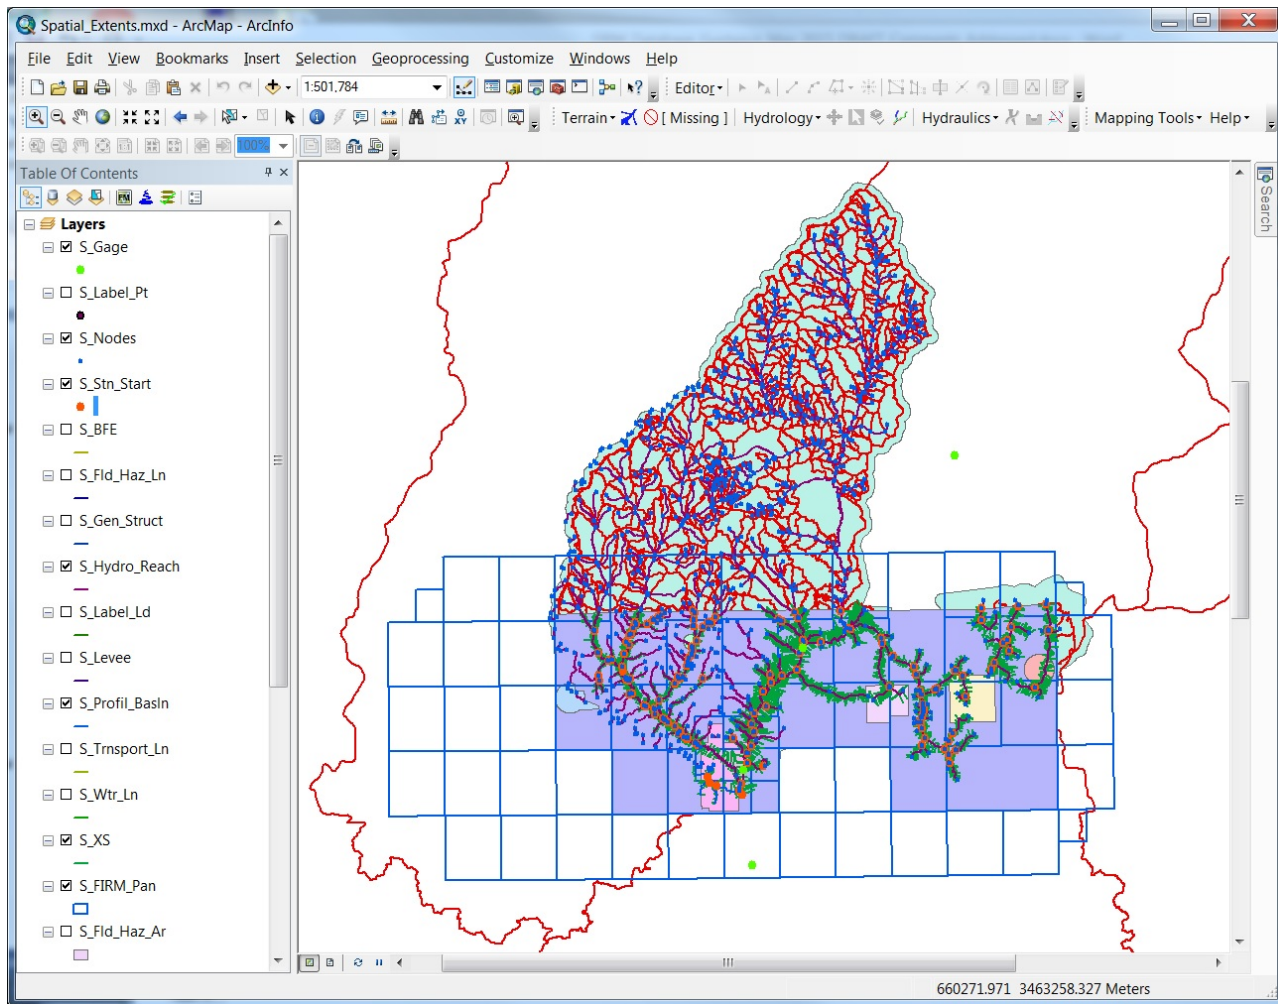 Spatial_Extents.mxd - ArcMap - ArcInfo
File Edit View Bookmarks Insert Selection Geoprocessing Customize Windows Help
1:501,784 Editor
Terrain [ Missing ] Hydrology Hydraulics Mapping Tools Help
100%
Table Of Contents
Search
Layers
S_Gage
S_Label_Pt
S_Nodes
S_Stn_Start
S_BFE
S_Fld_Haz_Ln
S_Gen_Struct
S_Hydro_Reach
S_Label_Ld
S_Levee
S_Profil_Basln
S_Trnsport_Ln
S_Wtr_Ln
S_XS
S_FIRM_Pan
S_Fld_Haz_Ar
660271.971 3463258.327 Meters